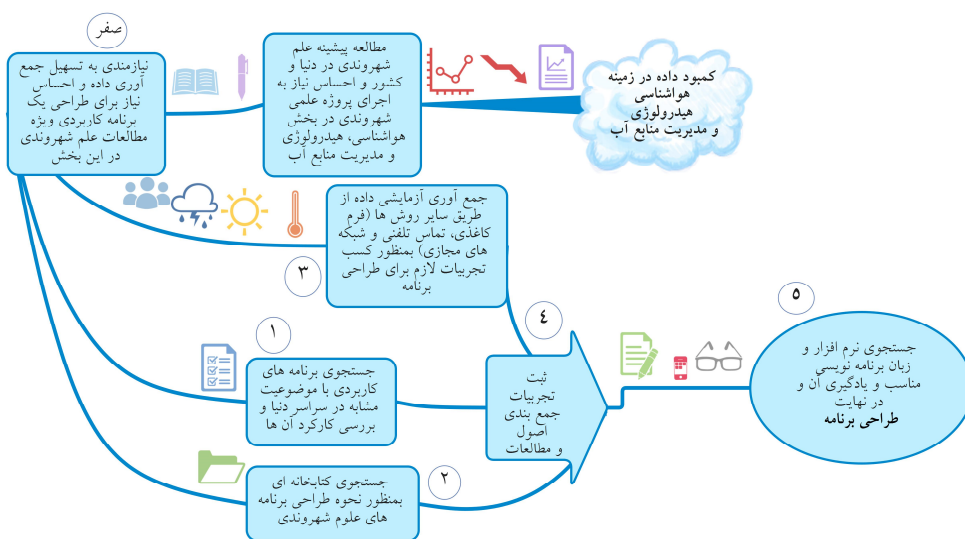 کمبود داده در زمینه
هواشناسی
هیدرولوژی
و مدیریت منابع آب
مطالعه پیشینه علم
شهروندی در دنیا و
کشور و احساس نیاز به
اجرای پروژه علمی
شهروندی در بخش
هواشناسی، هیدرولوژی
و مدیریت منابع آب
صفر
نیازمندی به تسهیل جمع
آوری داده و احساس
نیاز برای طراحی یک
برنامه کاربردی ویژه
مطالعات علم شهروندی
در این بخش
۱
جستجوی برنامه های
کاربردی با موضوعیت
مشابه در سراسر دنیا و
بررسی کارکرد آن ها
۲
جستجوی کتابخانه ای
بمنظور نحوه طراحی برنامه
های علوم شهروندی
۳
جمع آوری آزمایشی داده از
طریق سایر روش ها (فرم
کاغذی، تماس تلفنی و شبکه
های مجازی) بمنظور کسب
تجربیات لازم برای طراحی
برنامه
۴
ثبت
تجربیات
جمع بندی
اصول
و مطالعات
۵
جستجوی نرم افزار و
زبان برنامه نویسی
مناسب و یادگیری آن و
در نهایت
طراحی برنامه